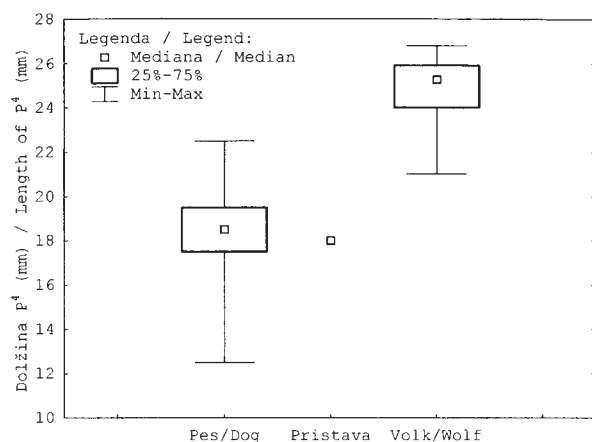 Legenda / Legend:
Mediana / Median
25%-75%
Min-Max
Dolžina P⁴ (mm) / Length of P⁴ (mm)
28
26
24
22
20
18
16
14
12
10
Pes/Dog Pristava Volk/Wolf